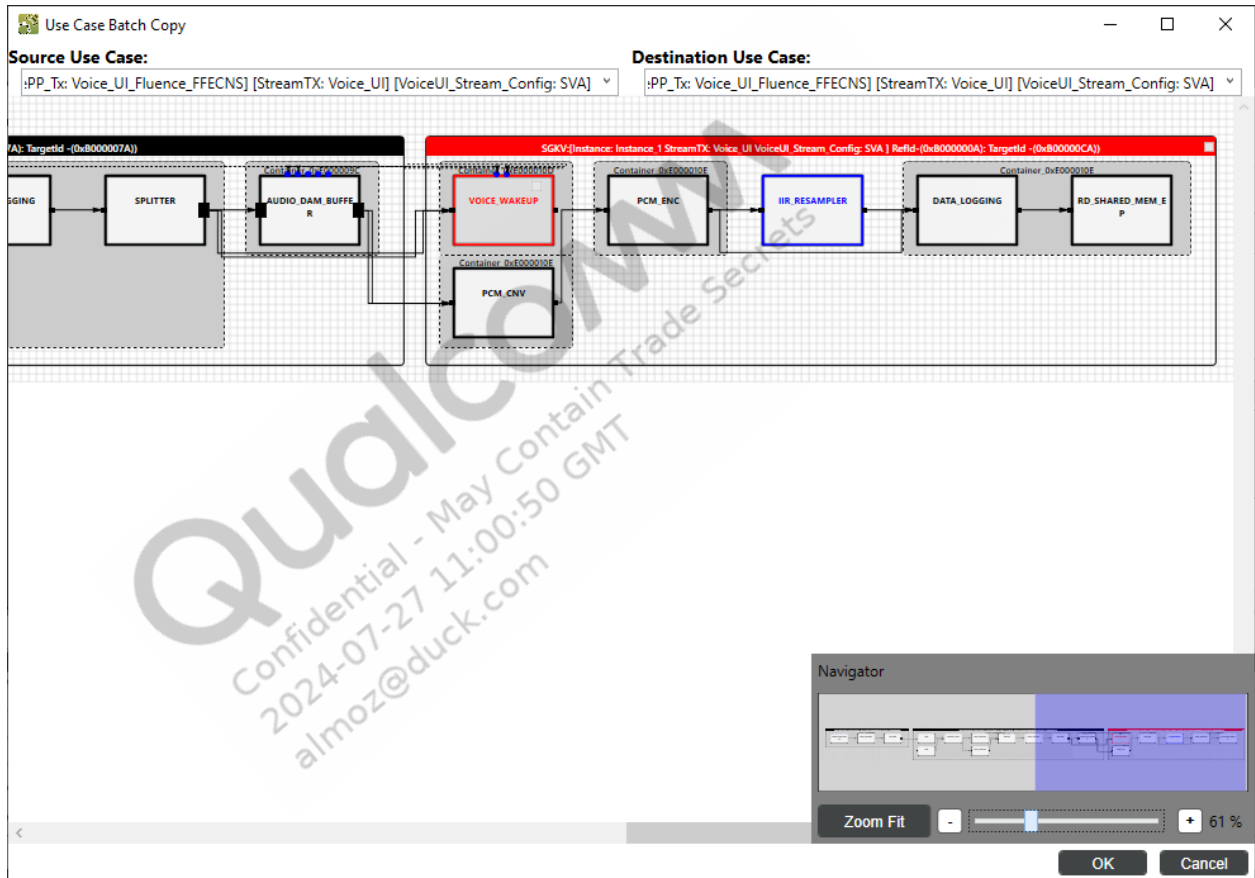 Use Case Batch Copy
Source Use Case:
Destination Use Case:
:PP_Tx: Voice_UI_Fluence_FFECNS] [StreamTX: Voice_UI] [VoiceUI_Stream_Config: SVA]
:PP_Tx: Voice_UI_Fluence_FFECNS] [StreamTX: Voice_UI] [VoiceUI_Stream_Config: SVA]
7A): TargetId -(0xB000007A))
SGKV:[Instance: Instance_1 StreamTX: Voice_UI VoiceUI_Stream_Config: SVA ] RefId-(0xB000000A): TargetId -(0xB00000CA))
Container_0xE000010D
Container_0xE000010E
Container_0xE000010E
GGING
SPLITTER
AUDIO_DAM_BUFFE
R
VOICE_WAKEUP
PCM_ENC
IIR_RESAMPLER
DATA_LOGGING
RD_SHARED_MEM_E
P
Container_0xE000010E
PCM_CNV
Qualcomm
Confidential - May Contain Trade Secrets
2024-07-27 11:00:50 GMT
almoz@duck.com
Navigator
Zoom Fit
-
+
61 %
OK
Cancel